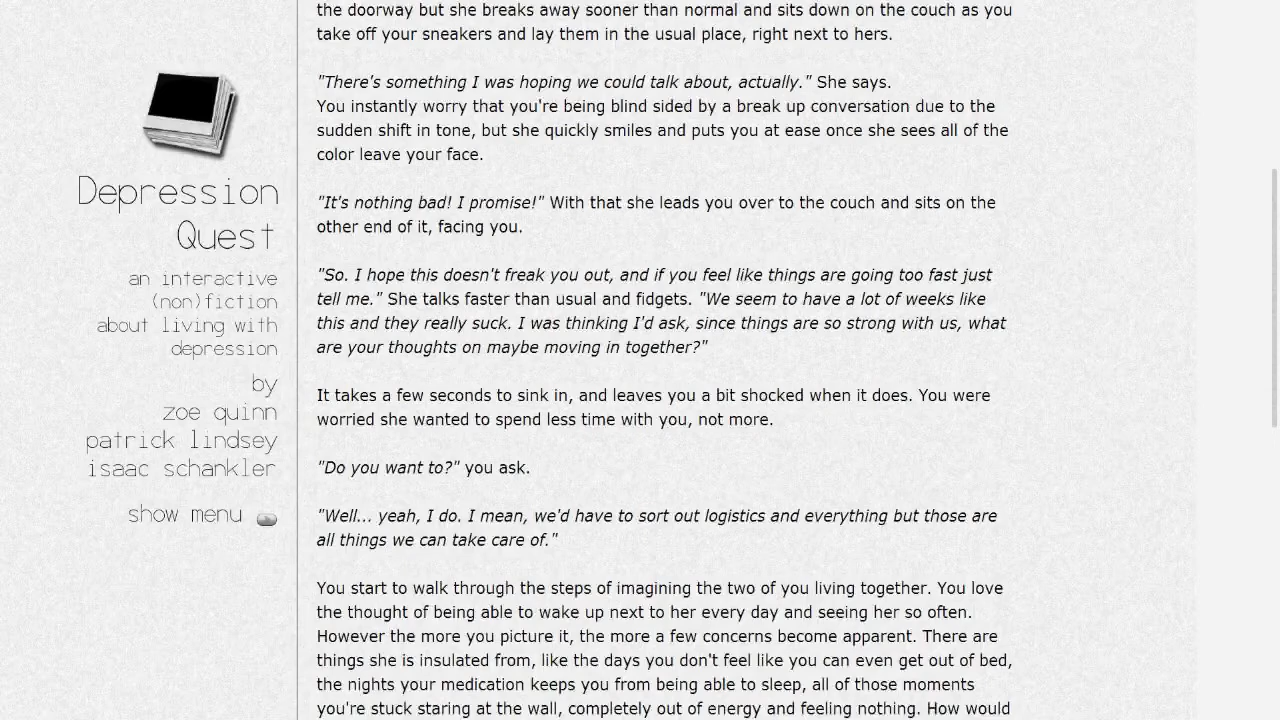 Depression
Quest
an interactive
(non)fiction
about living with
depression
by
zoe quinn
patrick lindsey
isaac schankler
show menu
the doorway but she breaks away sooner than normal and sits down on the couch as you
take off your sneakers and lay them in the usual place, right next to hers.
"There's something I was hoping we could talk about, actually." She says.
You instantly worry that you're being blind sided by a break up conversation due to the
sudden shift in tone, but she quickly smiles and puts you at ease once she sees all of the
color leave your face.
"It's nothing bad! I promise!" With that she leads you over to the couch and sits on the
other end of it, facing you.
"So. I hope this doesn't freak you out, and if you feel like things are going too fast just
tell me." She talks faster than usual and fidgets. "We seem to have a lot of weeks like
this and they really suck. I was thinking I'd ask, since things are so strong with us, what
are your thoughts on maybe moving in together?"
It takes a few seconds to sink in, and leaves you a bit shocked when it does. You were
worried she wanted to spend less time with you, not more.
"Do you want to?" you ask.
"Well... yeah, I do. I mean, we'd have to sort out logistics and everything but those are
all things we can take care of."
You start to walk through the steps of imagining the two of you living together. You love
the thought of being able to wake up next to her every day and seeing her so often.
However the more you picture it, the more a few concerns become apparent. There are
things she is insulated from, like the days you don't feel like you can even get out of bed,
the nights your medication keeps you from being able to sleep, all of those moments
you're stuck staring at the wall, completely out of energy and feeling nothing. How would